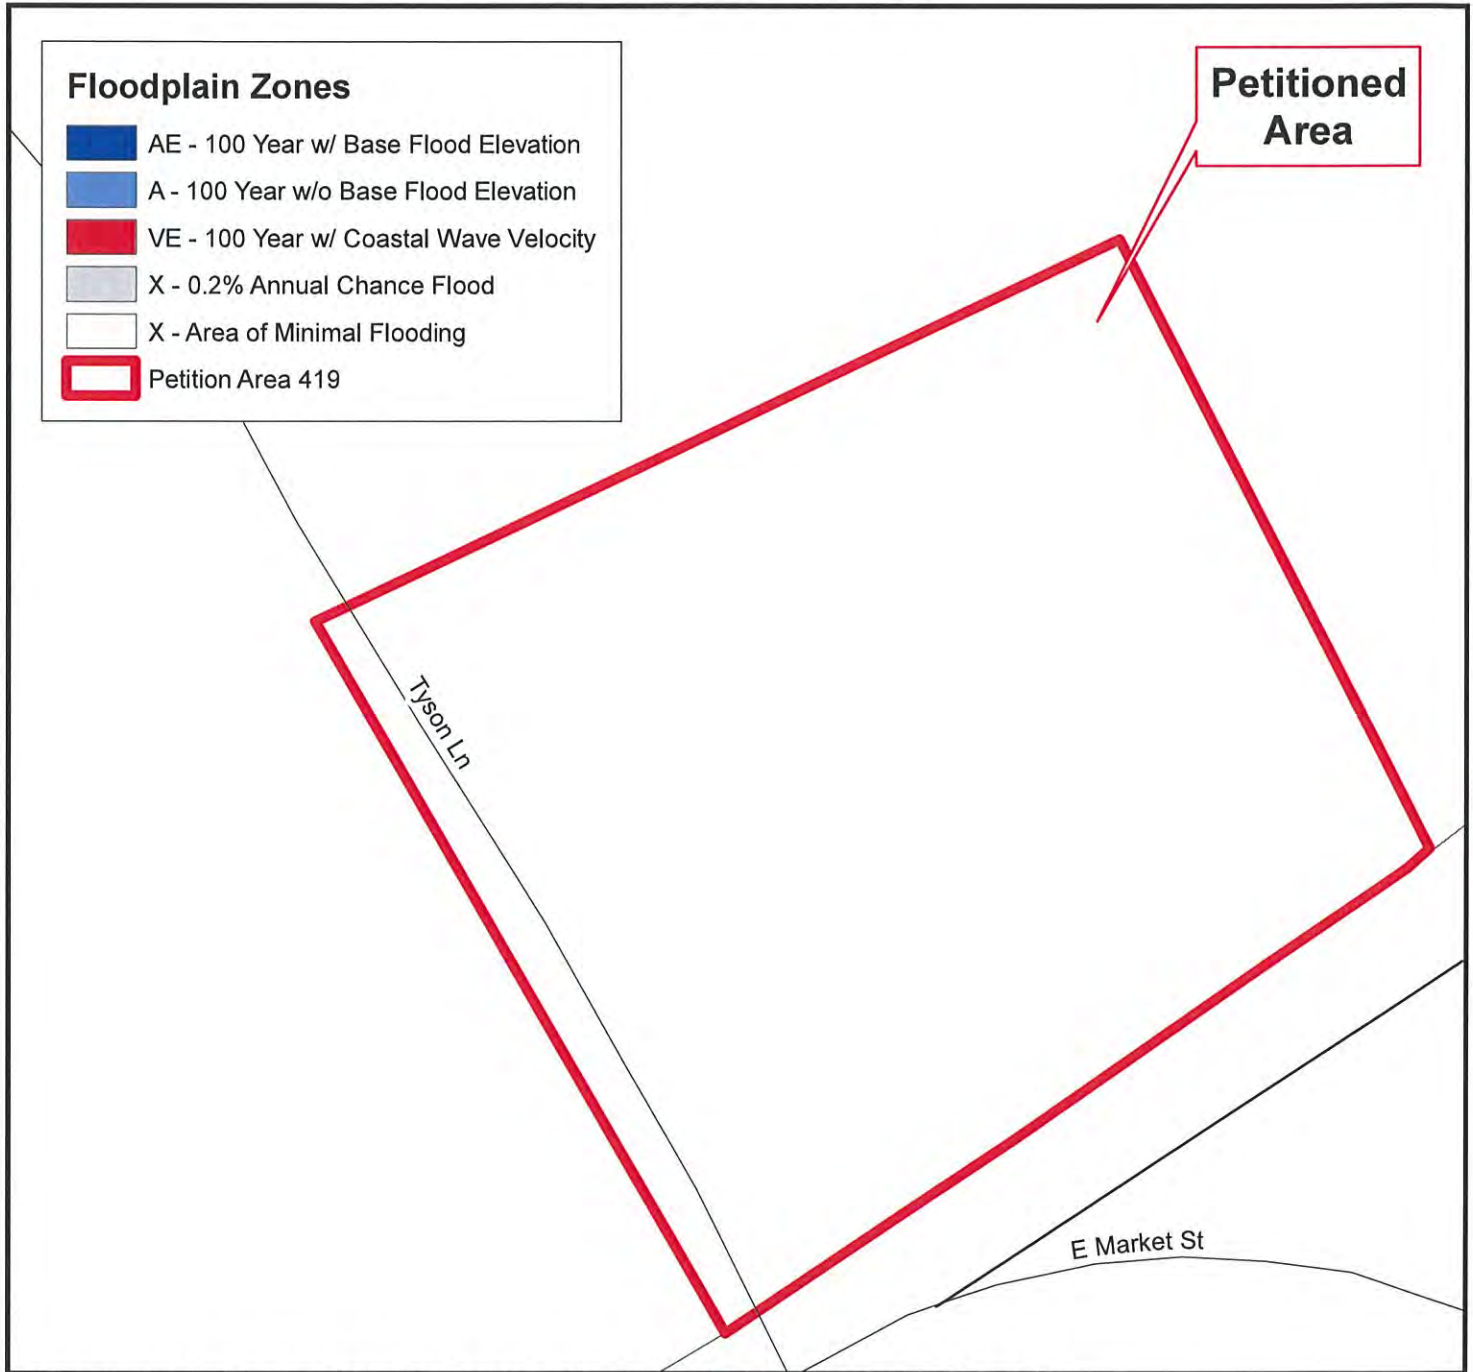 Floodplain Zones
AE - 100 Year w/ Base Flood Elevation
A - 100 Year w/o Base Flood Elevation
VE - 100 Year w/ Coastal Wave Velocity
X - 0.2% Annual Chance Flood
X - Area of Minimal Flooding
Petition Area 419
Petitioned
Area
Tyson Ln
E Market St